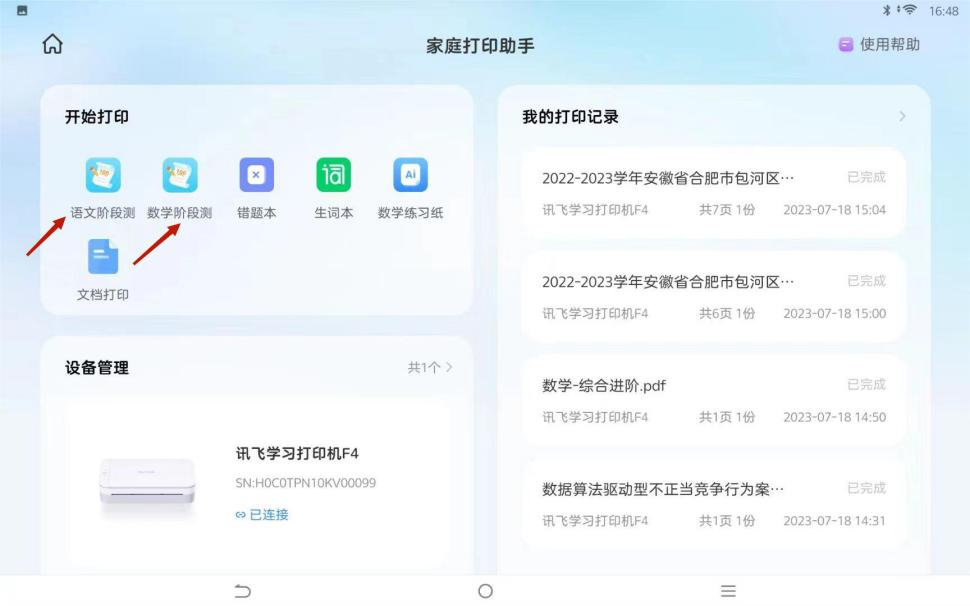 16:48
家庭打印助手
使用帮助
开始打印
语文阶段测
数学阶段测
错题本
生词本
数学练习纸
文档打印
设备管理
共1个
讯飞学习打印机F4
SN:H0C0TPN10KV00099
已连接
我的打印记录
2022-2023学年安徽省合肥市包河区… 已完成
讯飞学习打印机F4 共7页 1份 2023-07-18 15:04
2022-2023学年安徽省合肥市包河区… 已完成
讯飞学习打印机F4 共6页 1份 2023-07-18 15:00
数学-综合进阶.pdf 已完成
讯飞学习打印机F4 共1页 1份 2023-07-18 14:50
数据算法驱动型不正当竞争行为案… 已完成
讯飞学习打印机F4 共1页 1份 2023-07-18 14:31